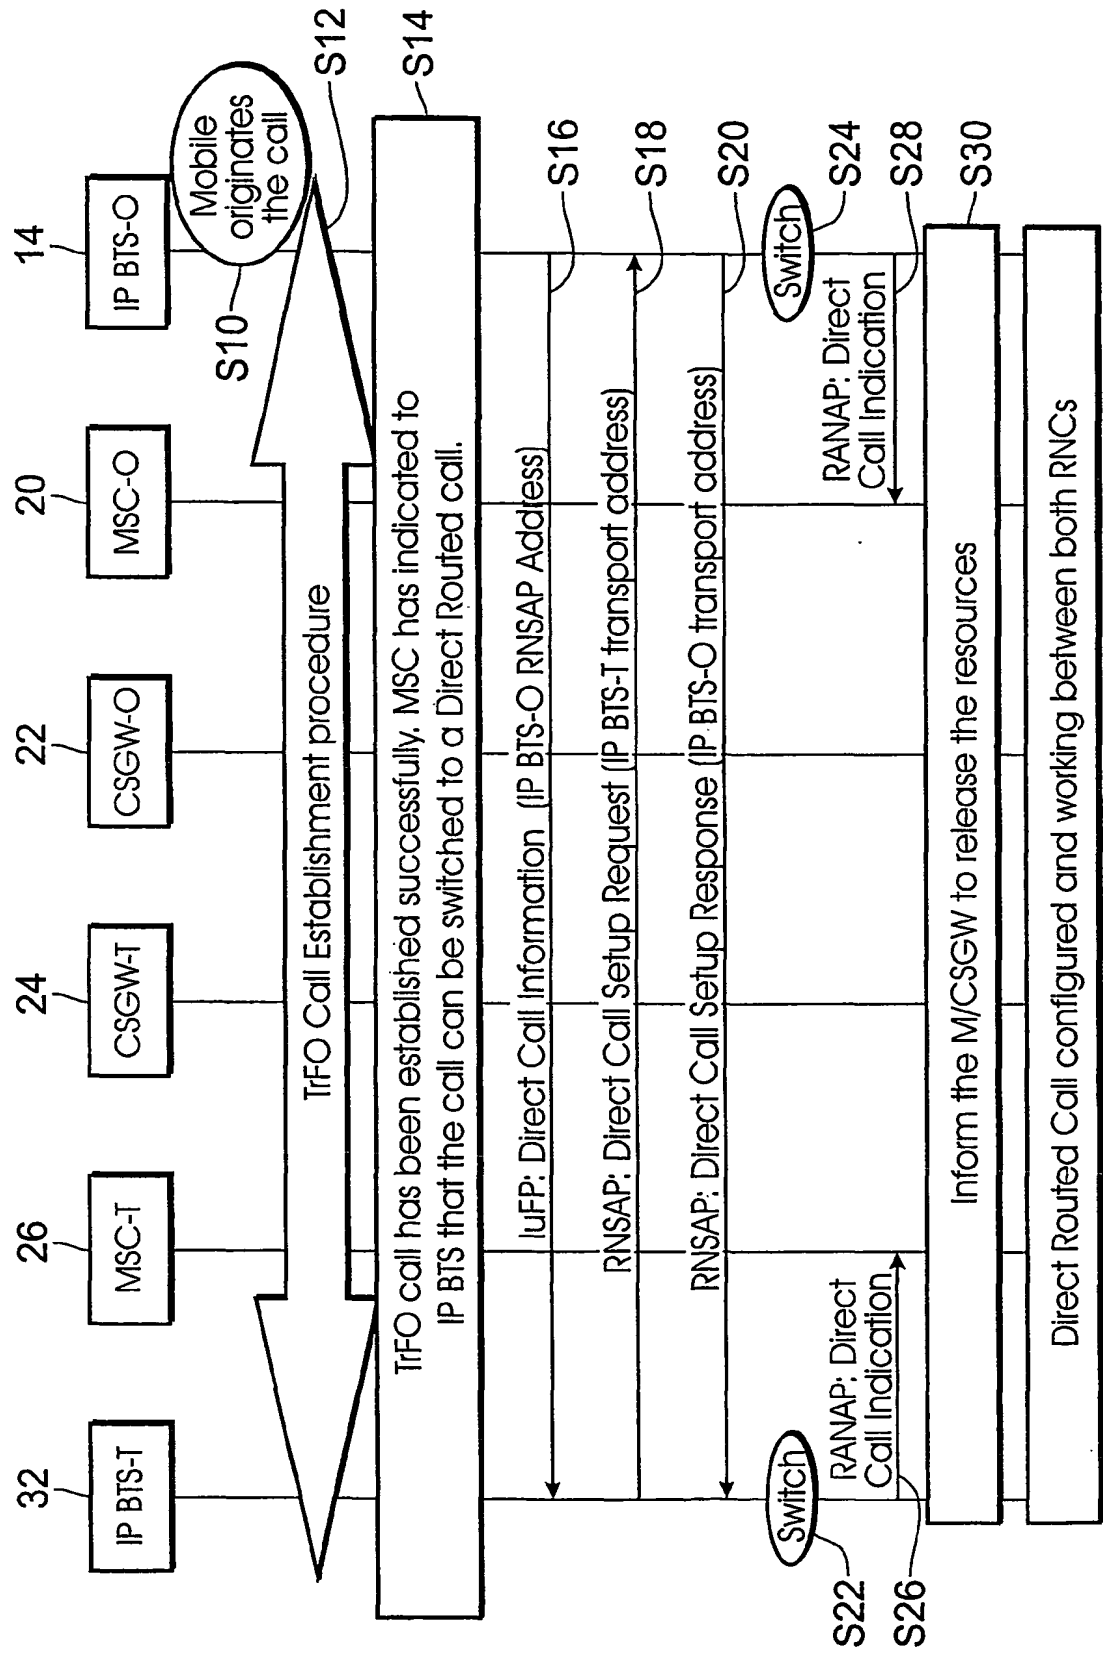 32
26
24
22
20
14
IP BTS-T
MSC-T
CSGW-T
CSGW-O
MSC-O
IP BTS-O
S10
Mobile
originates
the call
TrFO Call Establishment procedure
S12
TrFO call has been established successfully. MSC has indicated to
IP BTS that the call can be switched to a Direct Routed call.
S14
IuFP: Direct Call Information (IP BTS-O RNSAP Address)
S16
RNSAP: Direct Call Setup Request (IP BTS-T transport address)
S18
RNSAP: Direct Call Setup Response (IP BTS-O transport address)
S20
Switch
S22
Switch
S24
RANAP: Direct
Call Indication
S26
RANAP: Direct
Call Indication
S28
Inform the M/CSGW to release the resources
S30
Direct Routed Call configured and working between both RNCs